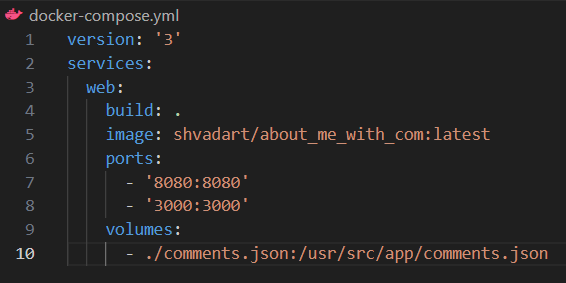 docker-compose.yml
1 version: '3'
2 services:
3   web:
4     build: .
5     image: shvadart/about_me_with_com:latest
6     ports:
7       - '8080:8080'
8       - '3000:3000'
9     volumes:
10       - ./comments.json:/usr/src/app/comments.json